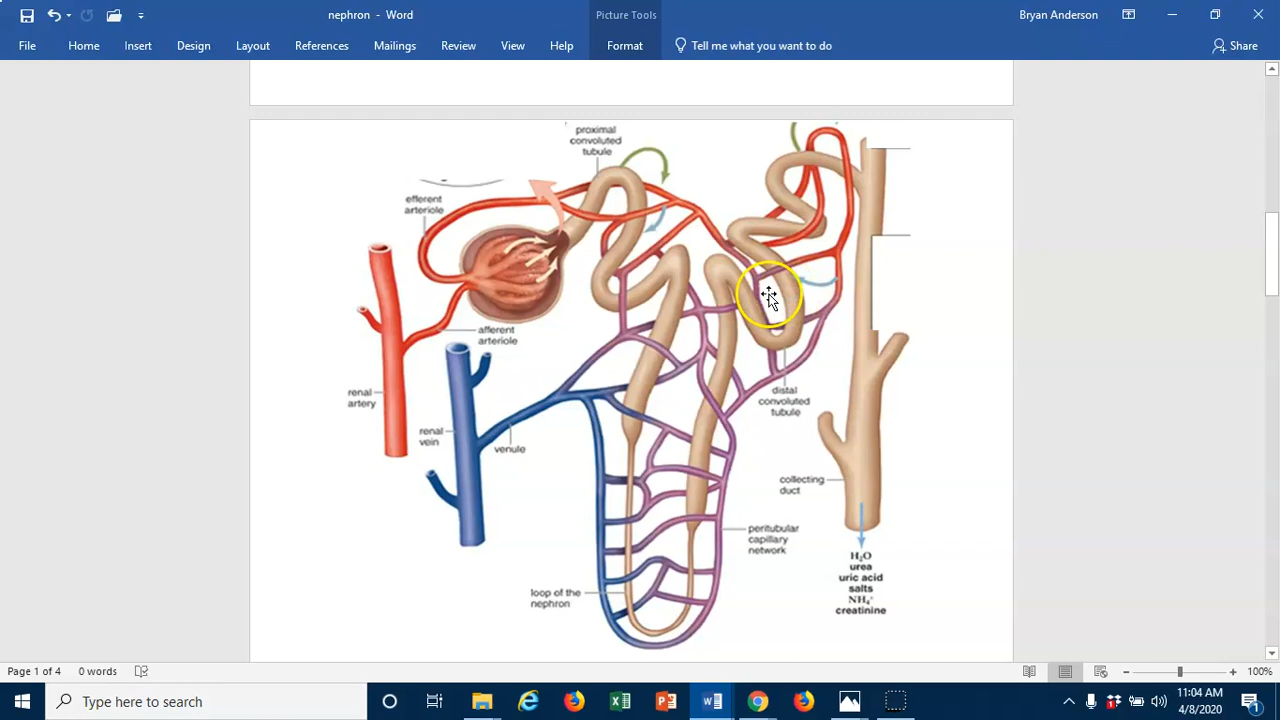 nephron - Word
Picture Tools
Bryan Anderson
File Home Insert Design Layout References Mailings Review View Help Format Tell me what you want to do Share
proximal
convoluted
tubule
efferent
arteriole
afferent
arteriole
renal
artery
renal
vein
venule
distal
convoluted
tubule
collecting
duct
peritubular
capillary
network
loop of the
nephron
H₂O
urea
uric acid
salts
NH₄⁺
creatinine
Page 1 of 4 0 words 100%
Type here to search
11:04 AM
4/8/2020
1